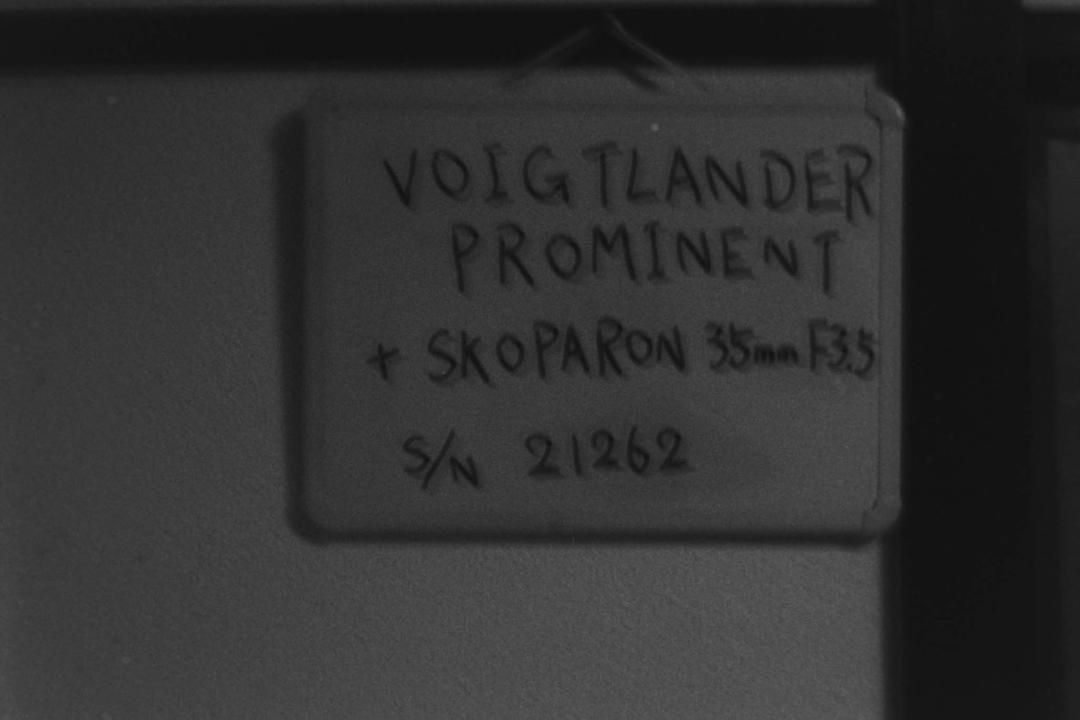 VOIGTLANDER
PROMINENT
+ SKOPARON 35mm F3.5
S/N 21262